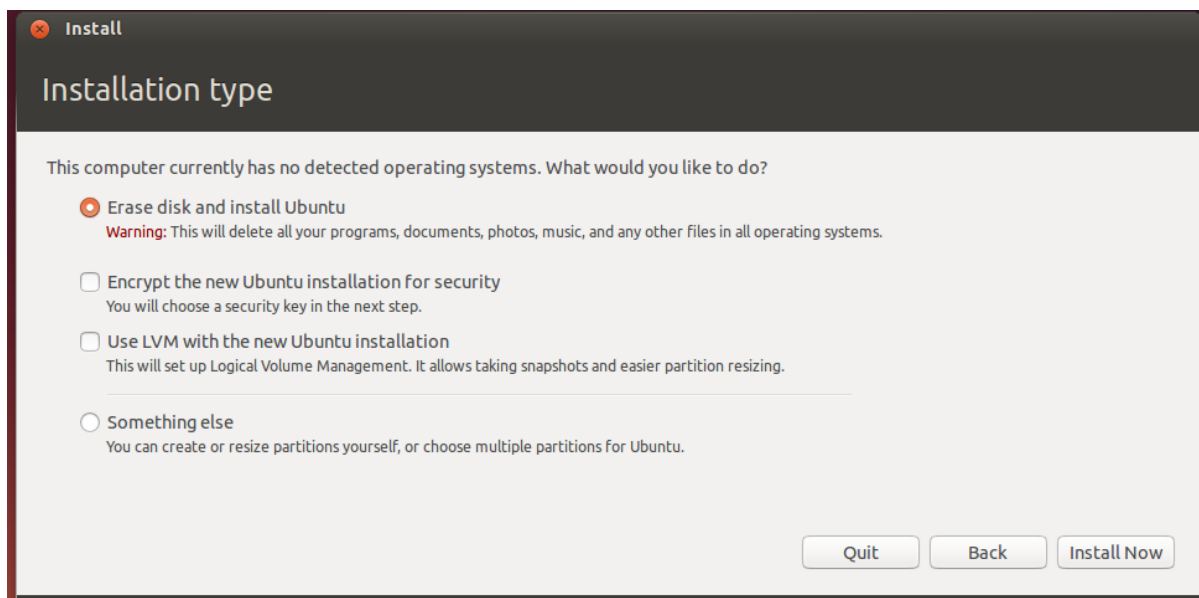 Install
Installation type
This computer currently has no detected operating systems. What would you like to do?
Erase disk and install Ubuntu
Warning: This will delete all your programs, documents, photos, music, and any other files in all operating systems.
Encrypt the new Ubuntu installation for security
You will choose a security key in the next step.
Use LVM with the new Ubuntu installation
This will set up Logical Volume Management. It allows taking snapshots and easier partition resizing.
Something else
You can create or resize partitions yourself, or choose multiple partitions for Ubuntu.
Quit Back Install Now